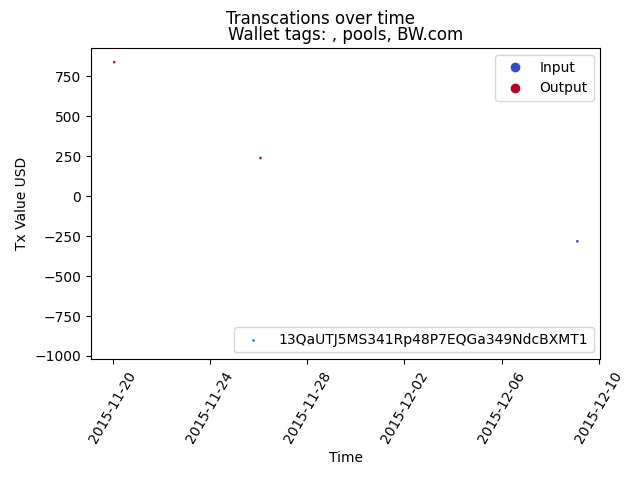 Transcations over time
Wallet tags: , pools, BW.com
Tx Value USD
750
500
250
0
−250
−500
−750
−1000
Input
Output
13QaUTJ5MS341Rp48P7EQGa349NdcBXMT1
2015-11-20
2015-11-24
2015-11-28
2015-12-02
2015-12-06
2015-12-10
Time